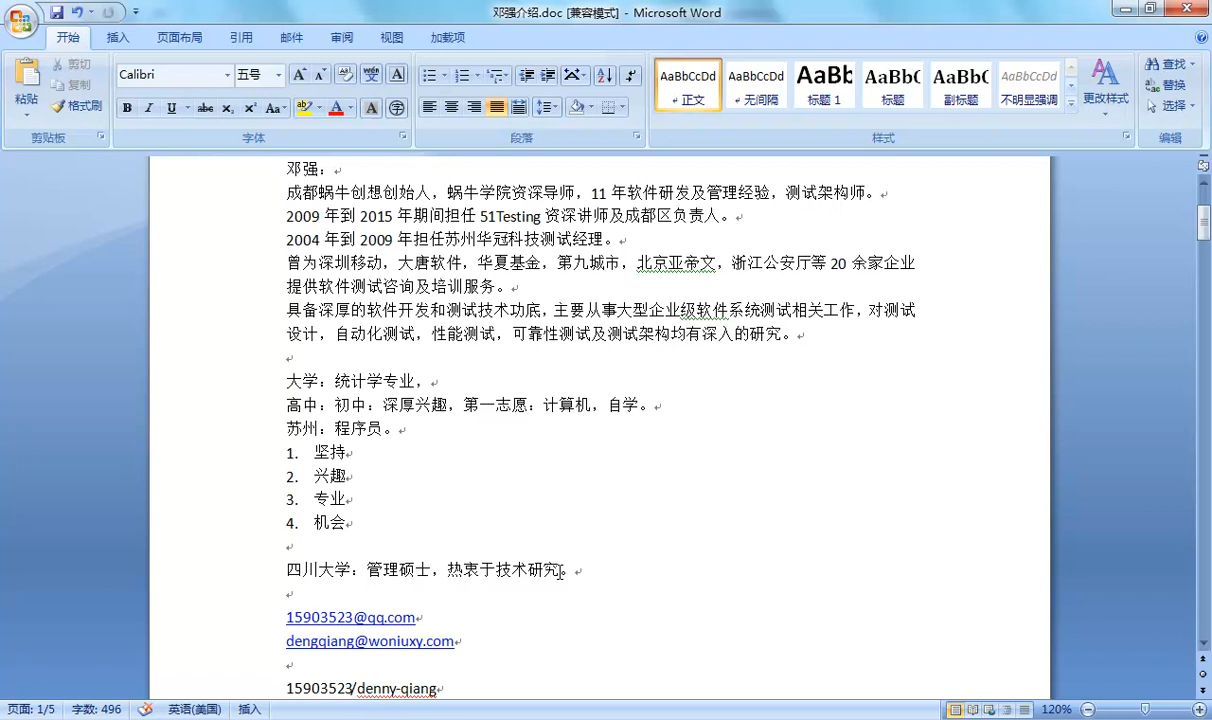 邓强介绍.doc [兼容模式] - Microsoft Word
开始 插入 页面布局 引用 邮件 审阅 视图 加载项
粘贴 剪切 复制 格式刷
Calibri 五号
AaBbCcDd AaBbCcDd AaBb AaBbC AaBbC AaBbCcDd
正文 无间隔 标题 1 标题 副标题 不明显强调
更改样式 查找 替换 选择
剪贴板 字体 段落 样式 编辑
邓强：
成都蜗牛创想创始人，蜗牛学院资深导师，11 年软件研发及管理经验，测试架构师。
2009 年到 2015 年期间担任 51Testing 资深讲师及成都区负责人。
2004 年到 2009 年担任苏州华冠科技测试经理。
曾为深圳移动，大唐软件，华夏基金，第九城市，北京亚帝文，浙江公安厅等 20 余家企业
提供软件测试咨询及培训服务。
具备深厚的软件开发和测试技术功底，主要从事大型企业级软件系统测试相关工作，对测试
设计，自动化测试，性能测试，可靠性测试及测试架构均有深入的研究。
大学：统计学专业，
高中：初中：深厚兴趣，第一志愿：计算机，自学。
苏州：程序员。
1. 坚持
2. 兴趣
3. 专业
4. 机会
四川大学：管理硕士，热衷于技术研究。
15903523@qq.com
dengqiang@woniuxy.com
15903523/denny-qiang
页面: 1/5 字数: 496 英语(美国) 插入 120%